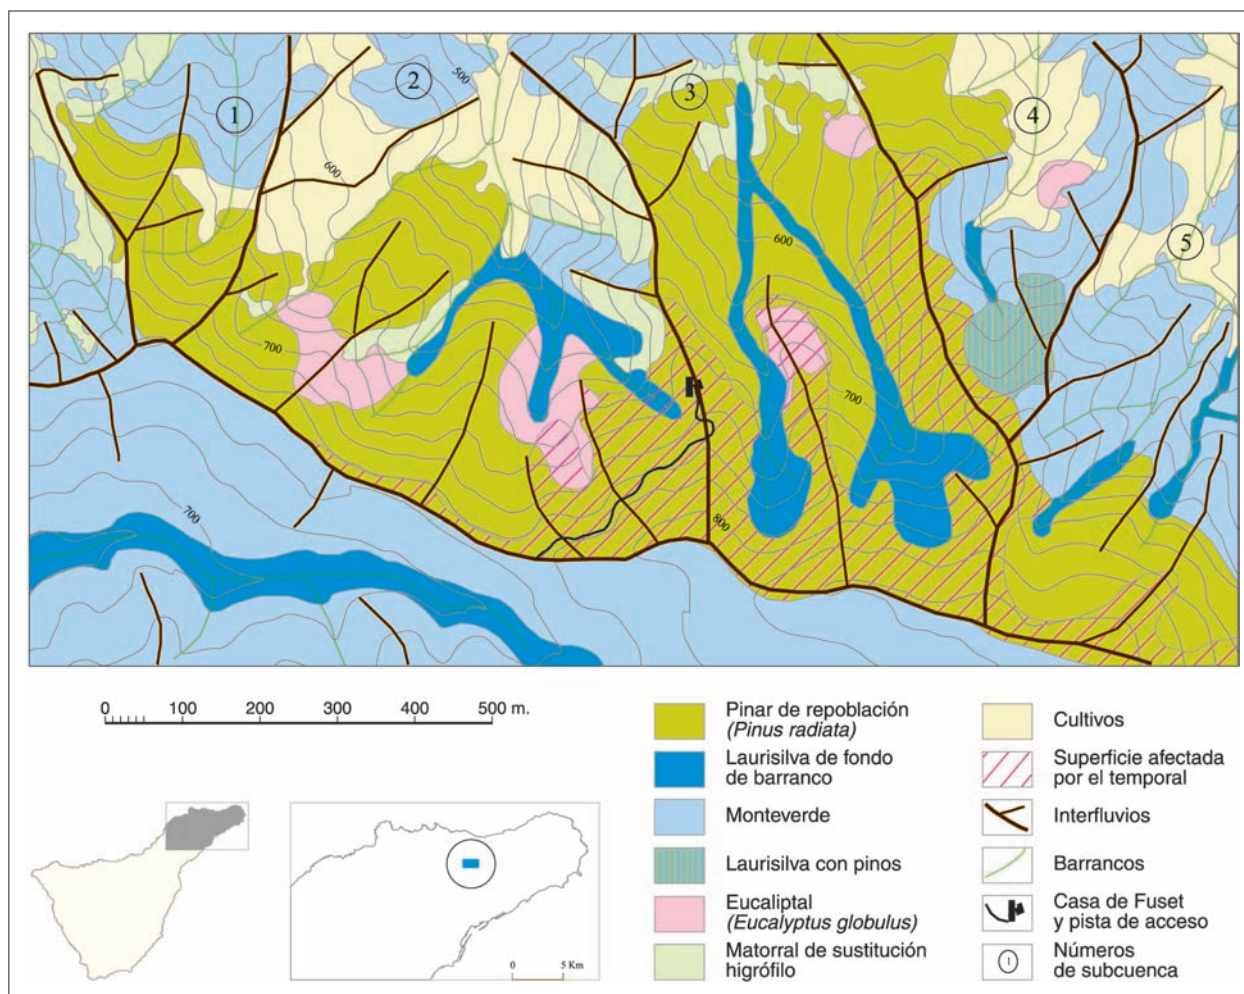 1
2
500
3
4
5
600
600
700
700
700
800
0 100 200 300 400 500 m.
Pinar de repoblación
(Pinus radiata)
Laurisilva de fondo
de barranco
Monteverde
Laurisilva con pinos
Eucaliptal
(Eucalyptus globulus)
Matorral de sustitución
higrófilo
Cultivos
Superficie afectada
por el temporal
Interfluvios
Barrancos
Casa de Fuset
y pista de acceso
1
Números
de subcuenca
0 5 Km